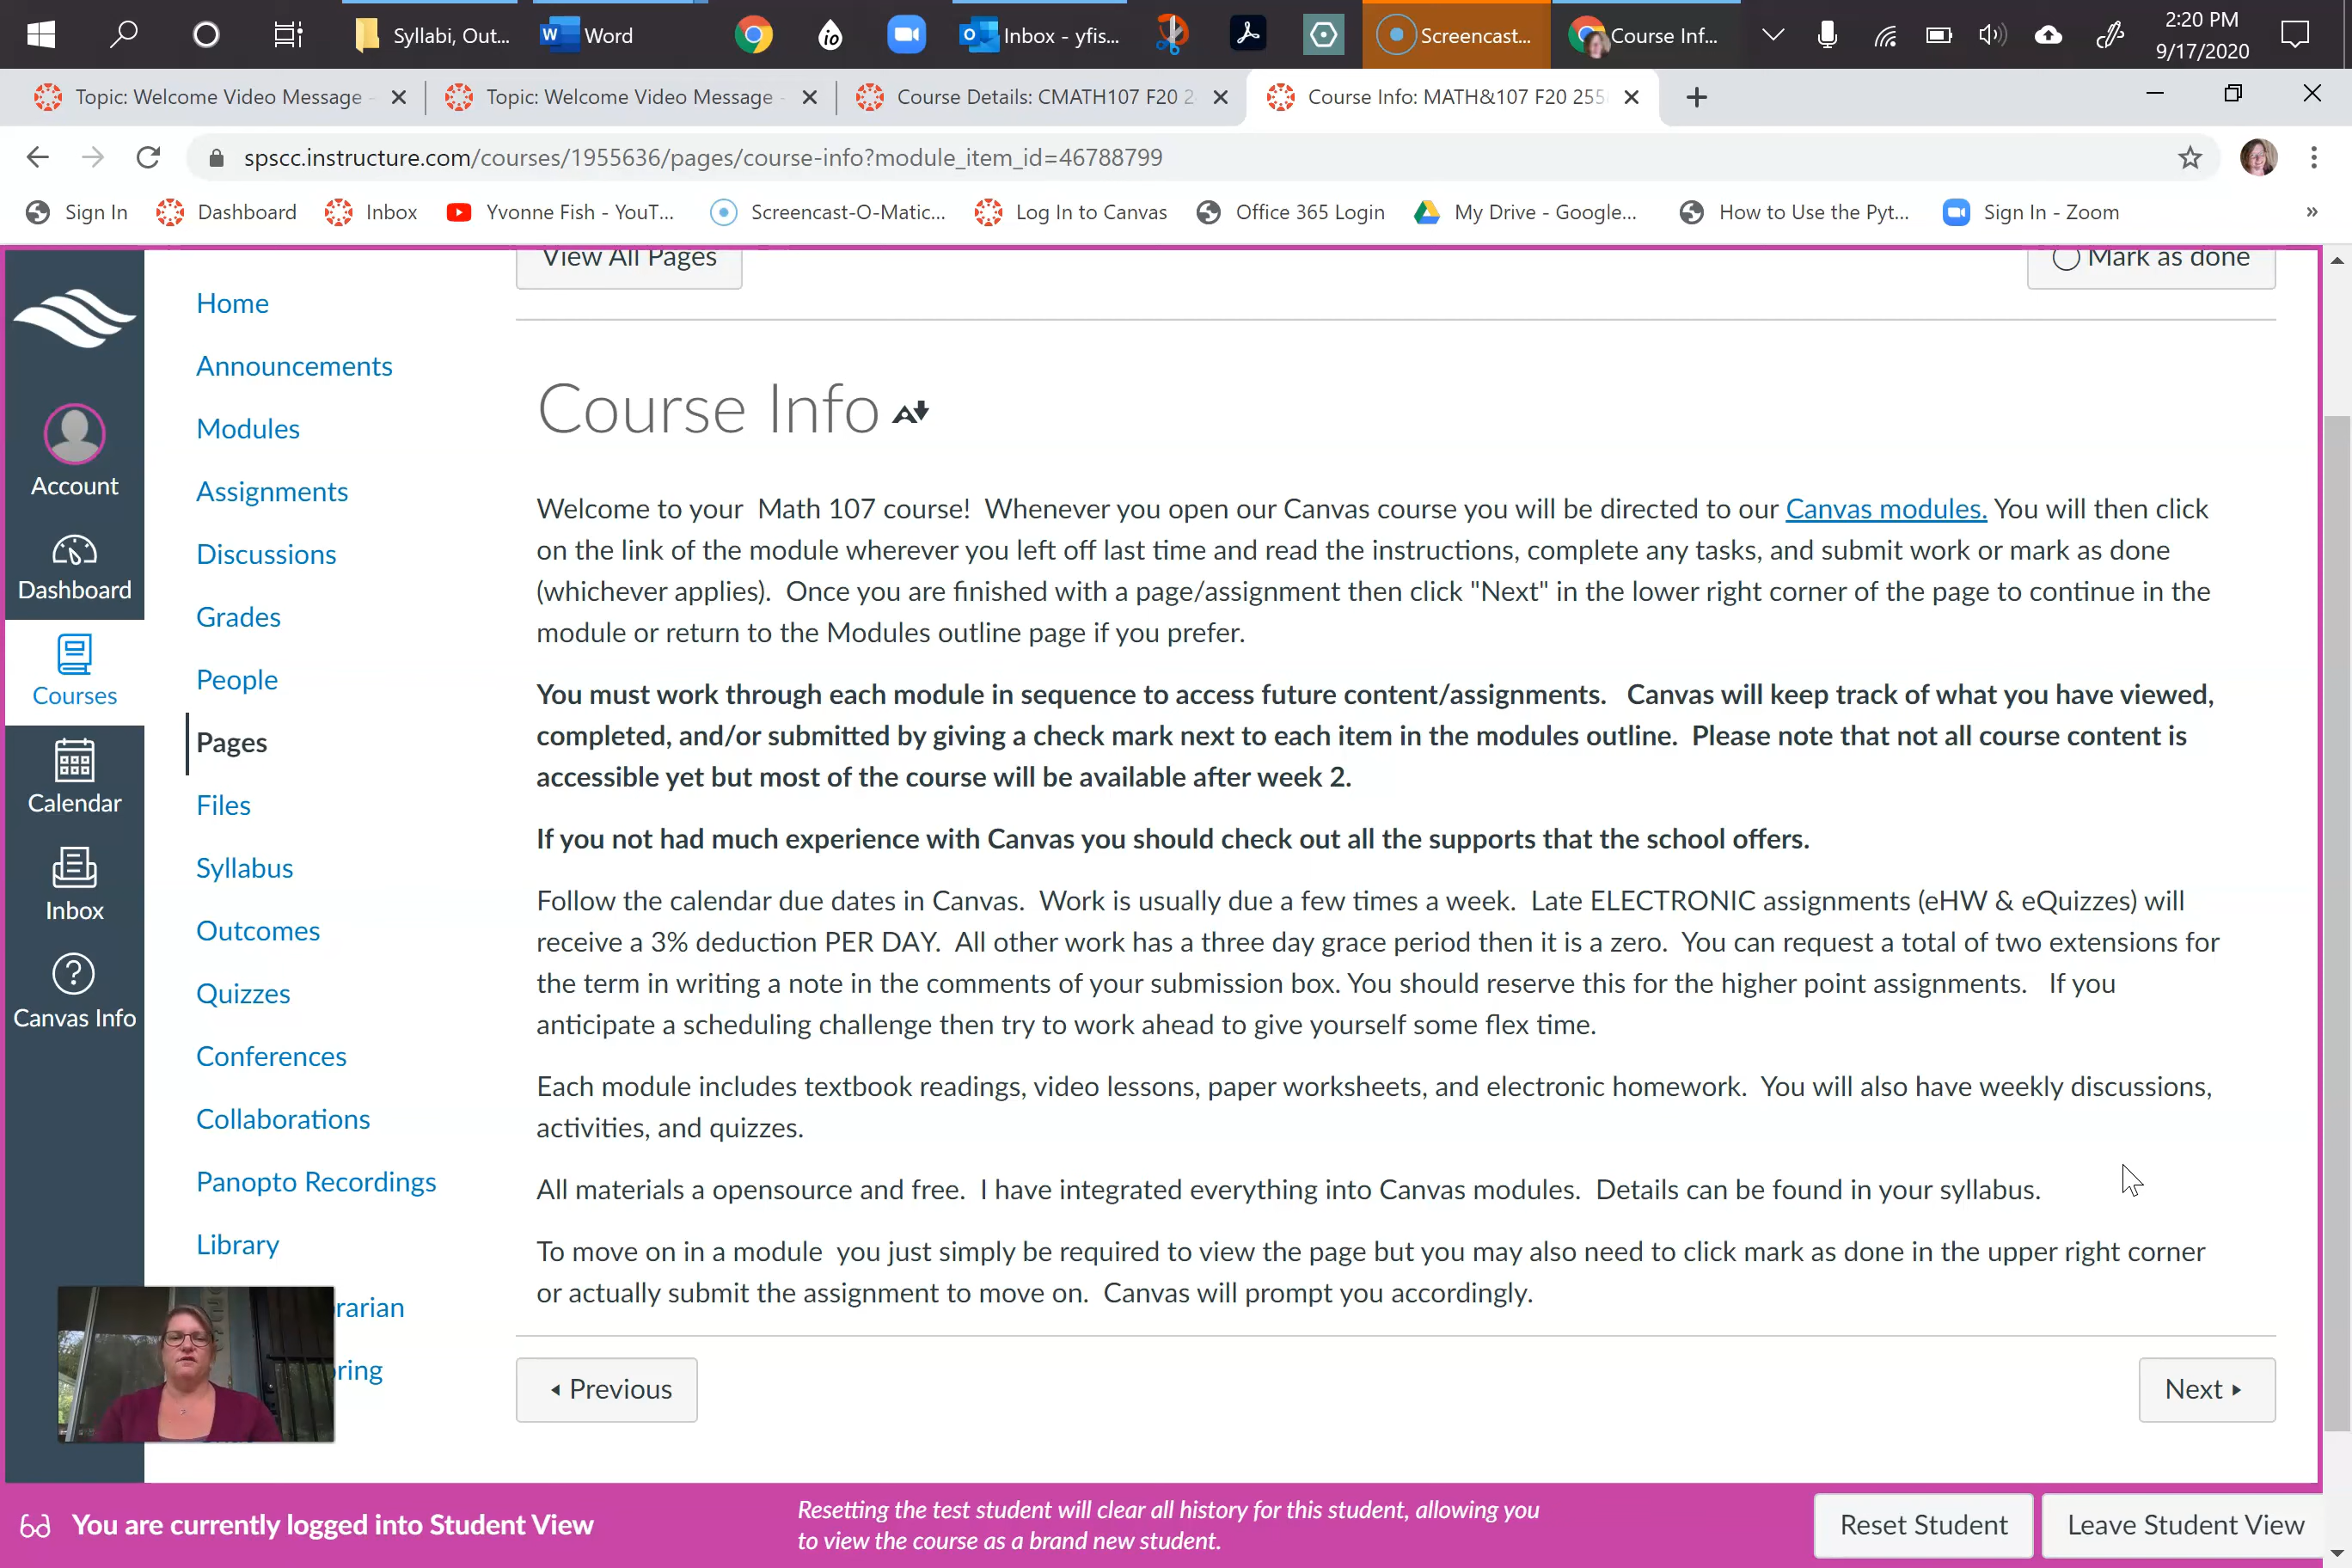 Syllabi, Out...
Word
io
Inbox - yfis...
Screencast...
Course Inf...
2:20 PM
9/17/2020
Topic: Welcome Video Message
Topic: Welcome Video Message
Course Details: CMATH107 F20 2
Course Info: MATH&107 F20 255
spscc.instructure.com/courses/1955636/pages/course-info?module_item_id=46788799
Sign In
Dashboard
Inbox
Yvonne Fish - YouT...
Screencast-O-Matic...
Log In to Canvas
Office 365 Login
My Drive - Google...
How to Use the Pyt...
Sign In - Zoom
»
View All Pages
Mark as done
Account
Dashboard
Courses
Calendar
Inbox
Canvas Info
Home
Announcements
Modules
Assignments
Discussions
Grades
People
Pages
Files
Syllabus
Outcomes
Quizzes
Conferences
Collaborations
Panopto Recordings
Library
rarian
oring
Course Info
Welcome to your Math 107 course! Whenever you open our Canvas course you will be directed to our Canvas modules. You will then click
on the link of the module wherever you left off last time and read the instructions, complete any tasks, and submit work or mark as done
(whichever applies). Once you are finished with a page/assignment then click "Next" in the lower right corner of the page to continue in the
module or return to the Modules outline page if you prefer.
You must work through each module in sequence to access future content/assignments. Canvas will keep track of what you have viewed,
completed, and/or submitted by giving a check mark next to each item in the modules outline. Please note that not all course content is
accessible yet but most of the course will be available after week 2.
If you not had much experience with Canvas you should check out all the supports that the school offers.
Follow the calendar due dates in Canvas. Work is usually due a few times a week. Late ELECTRONIC assignments (eHW & eQuizzes) will
receive a 3% deduction PER DAY. All other work has a three day grace period then it is a zero. You can request a total of two extensions for
the term in writing a note in the comments of your submission box. You should reserve this for the higher point assignments. If you
anticipate a scheduling challenge then try to work ahead to give yourself some flex time.
Each module includes textbook readings, video lessons, paper worksheets, and electronic homework. You will also have weekly discussions,
activities, and quizzes.
All materials a opensource and free. I have integrated everything into Canvas modules. Details can be found in your syllabus.
To move on in a module you just simply be required to view the page but you may also need to click mark as done in the upper right corner
or actually submit the assignment to move on. Canvas will prompt you accordingly.
Previous
Next
You are currently logged into Student View
Resetting the test student will clear all history for this student, allowing you
to view the course as a brand new student.
Reset Student
Leave Student View